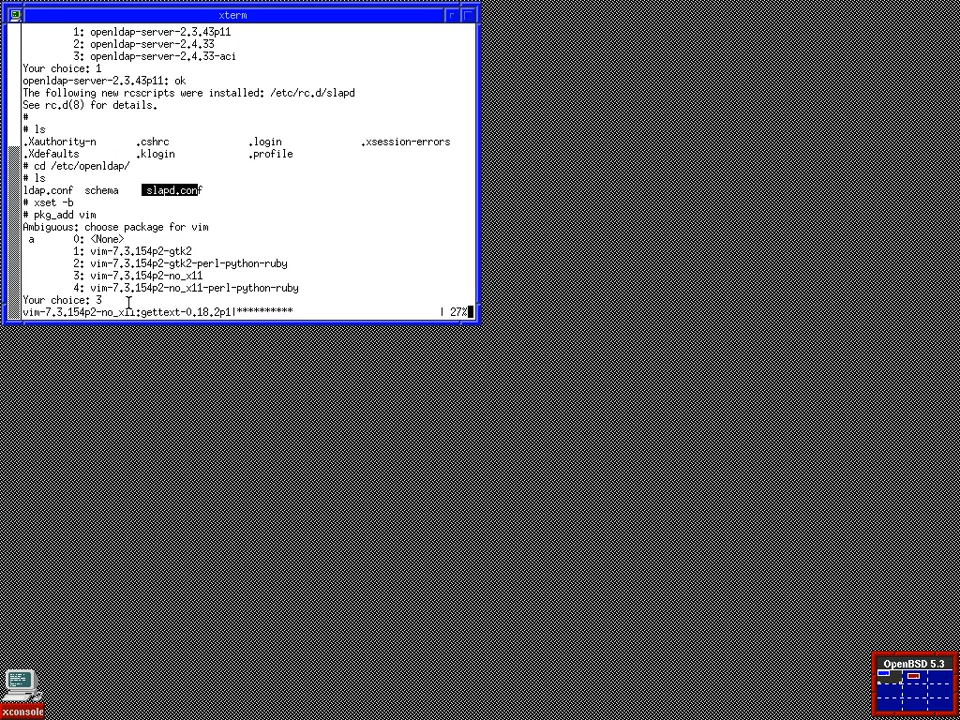 xterm
1: openldap-server-2.3.43p11
2: openldap-server-2.4.33
3: openldap-server-2.4.33-aci
Your choice: 1
openldap-server-2.3.43p11: ok
The following new rcscripts were installed: /etc/rc.d/slapd
See rc.d(8) for details.
#
# ls
.Xauthority-n .cshrc .login .xsession-errors
.Xdefaults .klogin .profile
# cd /etc/openldap/
# ls
ldap.conf schema slapd.conf
# xset -b
# pkg_add vim
Ambiguous: choose package for vim
a 0: <None>
1: vim-7.3.154p2-gtk2
2: vim-7.3.154p2-gtk2-perl-python-ruby
3: vim-7.3.154p2-no_x11
4: vim-7.3.154p2-no_x11-perl-python-ruby
Your choice: 3
vim-7.3.154p2-no_x11:gettext-0.18.2p1|********** | 27%
OpenBSD 5.3
xconsole